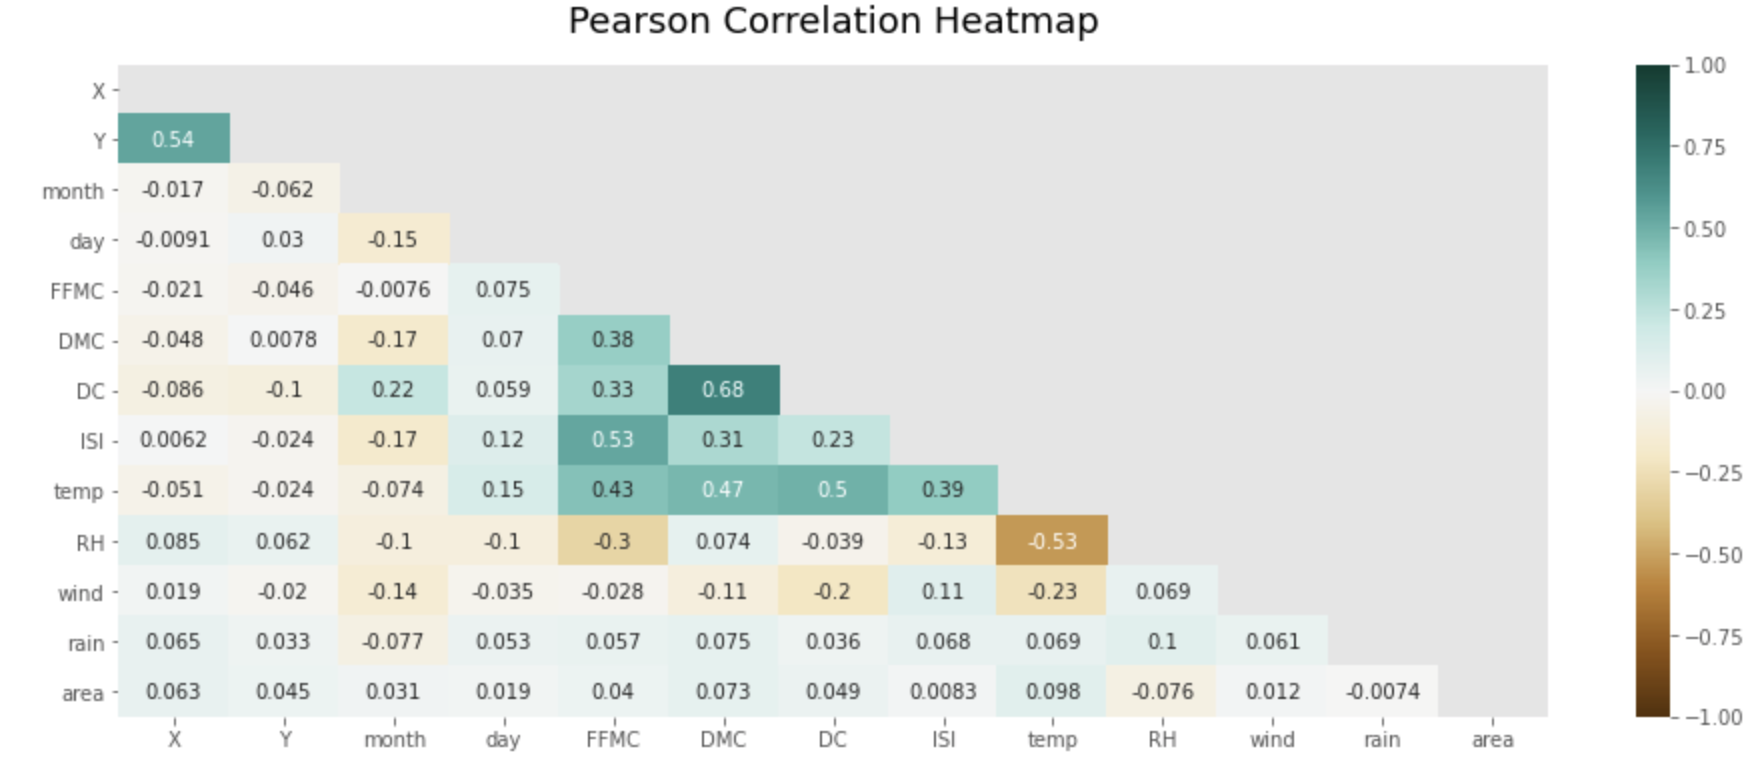 Pearson Correlation Heatmap
X
Y 0.54
month -0.017 -0.062
day -0.0091 0.03 -0.15
FFMC -0.021 -0.046 -0.0076 0.075
DMC -0.048 0.0078 -0.17 0.07 0.38
DC -0.086 -0.1 0.22 0.059 0.33 0.68
ISI 0.0062 -0.024 -0.17 0.12 0.53 0.31 0.23
temp -0.051 -0.024 -0.074 0.15 0.43 0.47 0.5 0.39
RH 0.085 0.062 -0.1 -0.1 -0.3 0.074 -0.039 -0.13 -0.53
wind 0.019 -0.02 -0.14 -0.035 -0.028 -0.11 -0.2 0.11 -0.23 0.069
rain 0.065 0.033 -0.077 0.053 0.057 0.075 0.036 0.068 0.069 0.1 0.061
area 0.063 0.045 0.031 0.019 0.04 0.073 0.049 0.0083 0.098 -0.076 0.012 -0.0074
X Y month day FFMC DMC DC ISI temp RH wind rain area
1.00
0.75
0.50
0.25
0.00
−0.25
−0.50
−0.75
−1.00